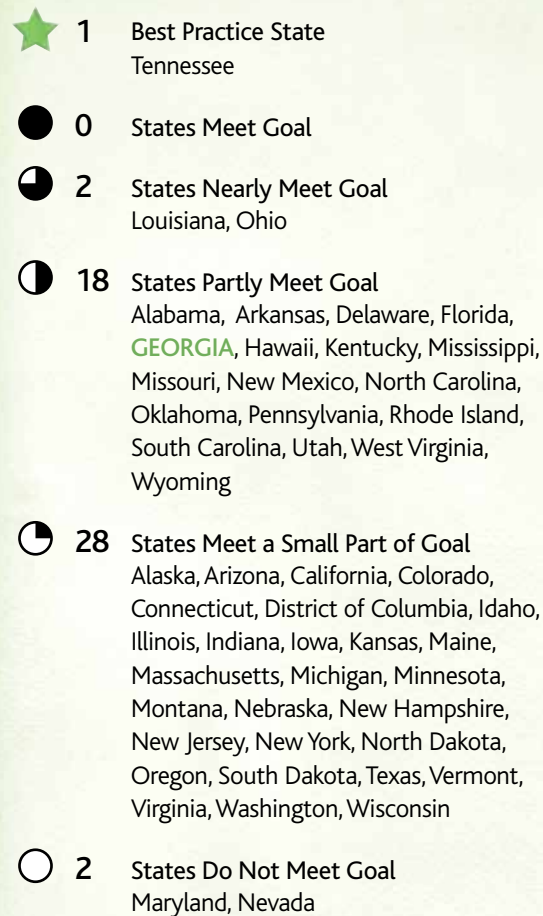 1 Best Practice State
Tennessee
0 States Meet Goal
2 States Nearly Meet Goal
Louisiana, Ohio
18 States Partly Meet Goal
Alabama, Arkansas, Delaware, Florida,
GEORGIA, Hawaii, Kentucky, Mississippi,
Missouri, New Mexico, North Carolina,
Oklahoma, Pennsylvania, Rhode Island,
South Carolina, Utah, West Virginia,
Wyoming
28 States Meet a Small Part of Goal
Alaska, Arizona, California, Colorado,
Connecticut, District of Columbia, Idaho,
Illinois, Indiana, Iowa, Kansas, Maine,
Massachusetts, Michigan, Minnesota,
Montana, Nebraska, New Hampshire,
New Jersey, New York, North Dakota,
Oregon, South Dakota, Texas, Vermont,
Virginia, Washington, Wisconsin
2 States Do Not Meet Goal
Maryland, Nevada